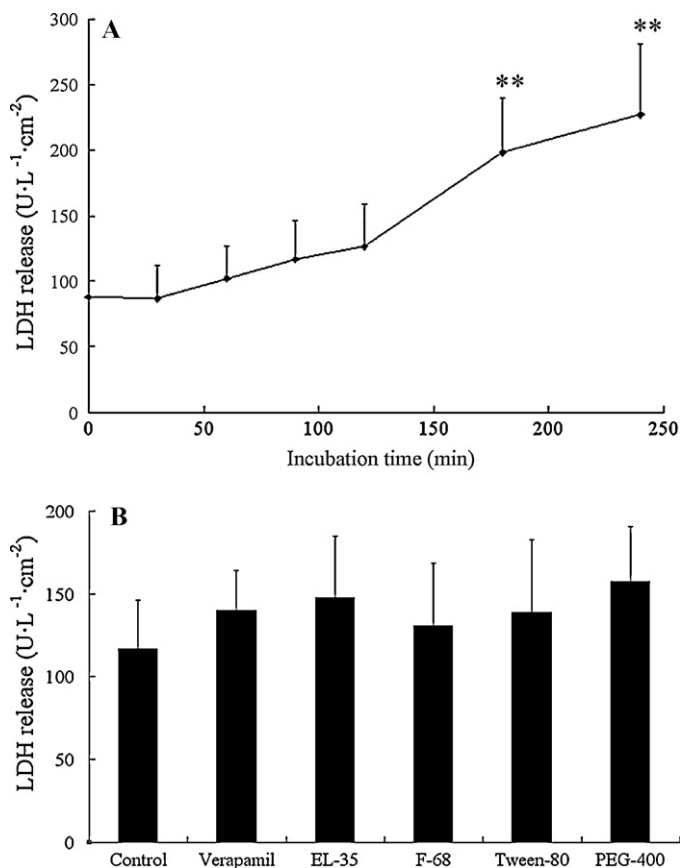 A
LDH release (U·L⁻¹·cm⁻²)
300
250
200
150
100
50
0
**
**
0 50 100 150 200 250
Incubation time (min)
B
LDH release (U·L⁻¹·cm⁻²)
200
150
100
50
0
Control Verapamil EL-35 F-68 Tween-80 PEG-400